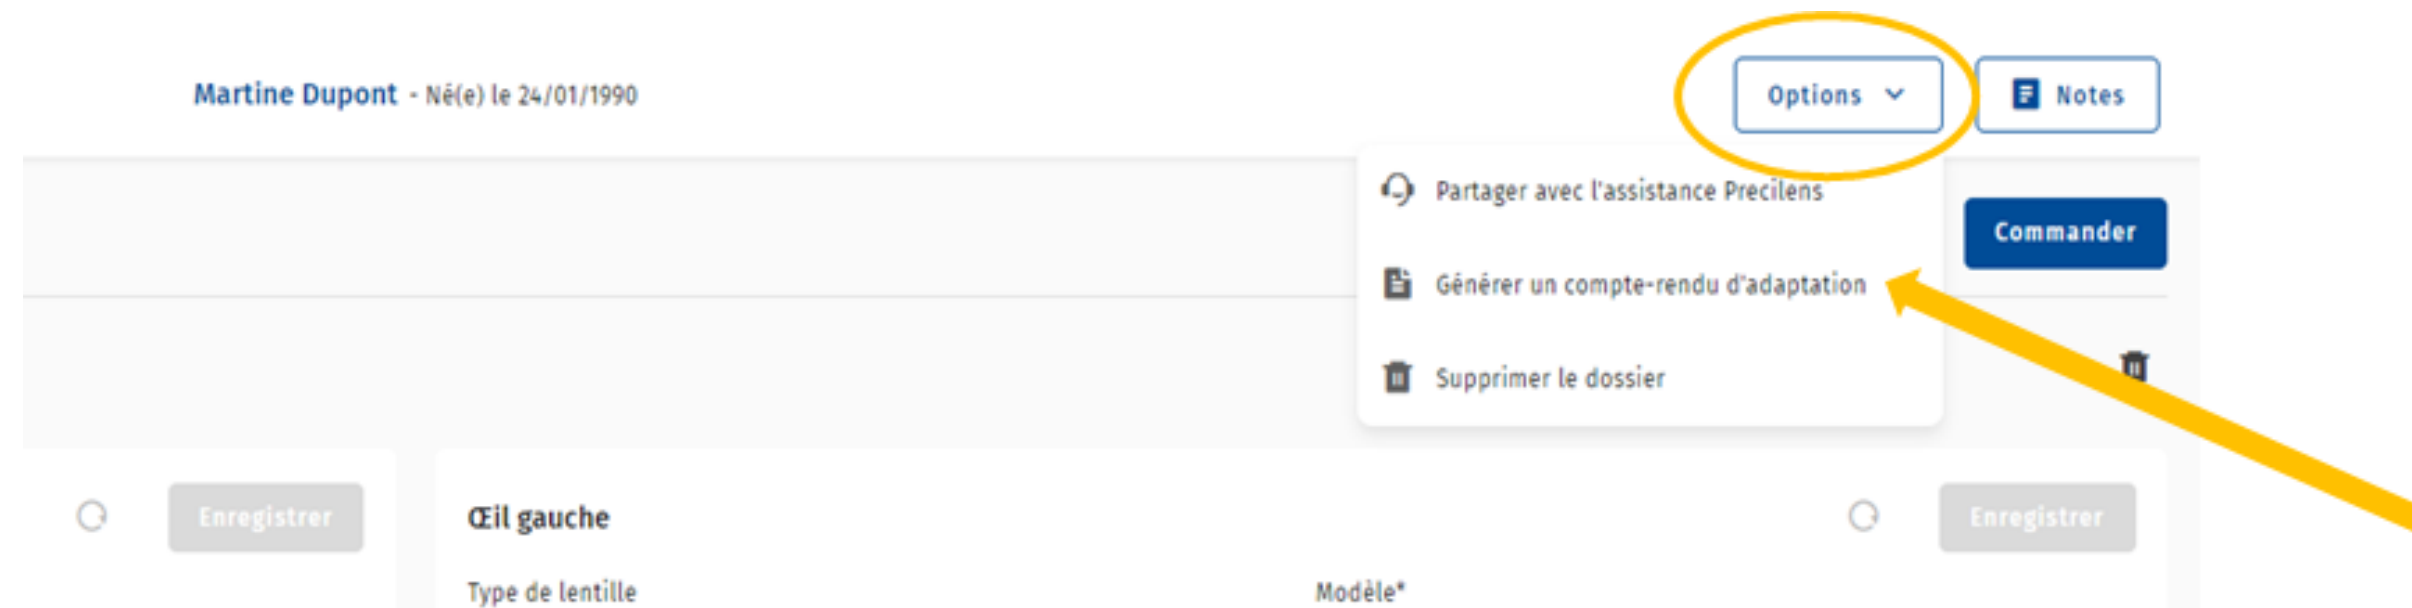 Martine Dupont - Né(e) le 24/01/1990
Options
Notes
Partager avec l'assistance Precilens
Commander
Générer un compte-rendu d'adaptation
Supprimer le dossier
Enregistrer
Œil gauche
Enregistrer
Type de lentille
Modèle*